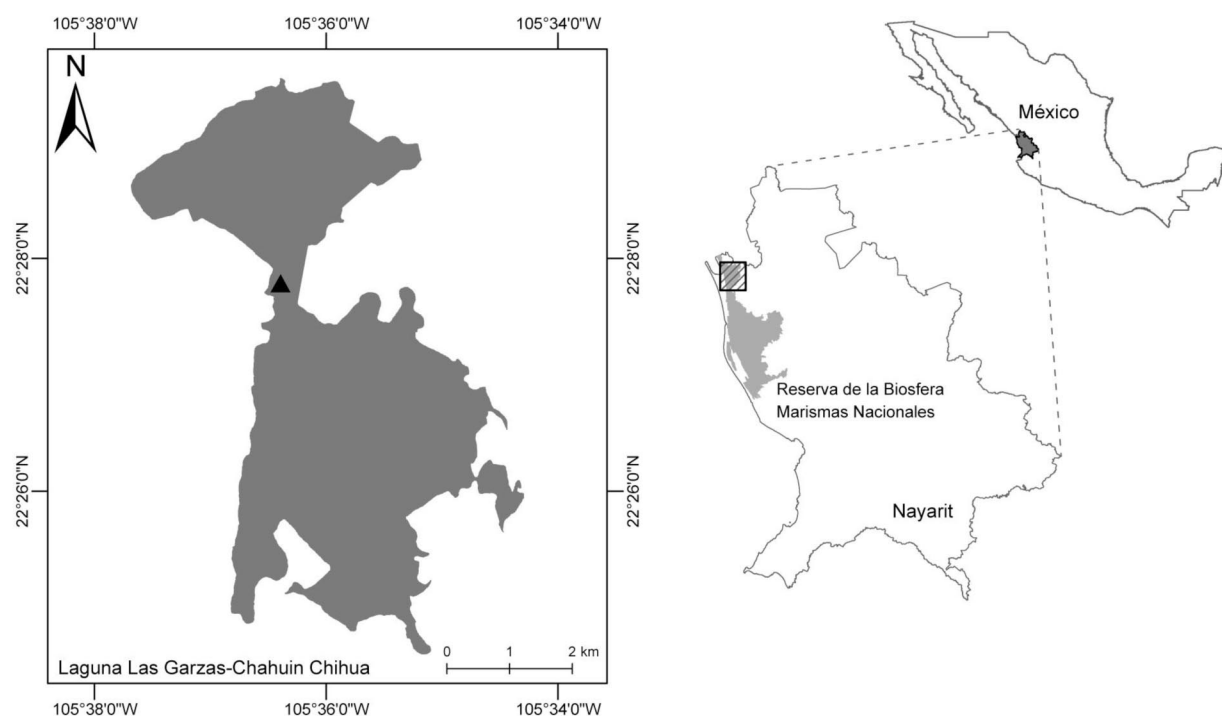 105°38'0"W 105°36'0"W 105°34'0"W
N
México
22°28'0"N 22°28'0"N
Reserva de la Biosfera
Marismas Nacionales
22°26'0"N 22°26'0"N
Nayarit
0 1 2 km
Laguna Las Garzas-Chahuin Chihua
105°38'0"W 105°36'0"W 105°34'0"W